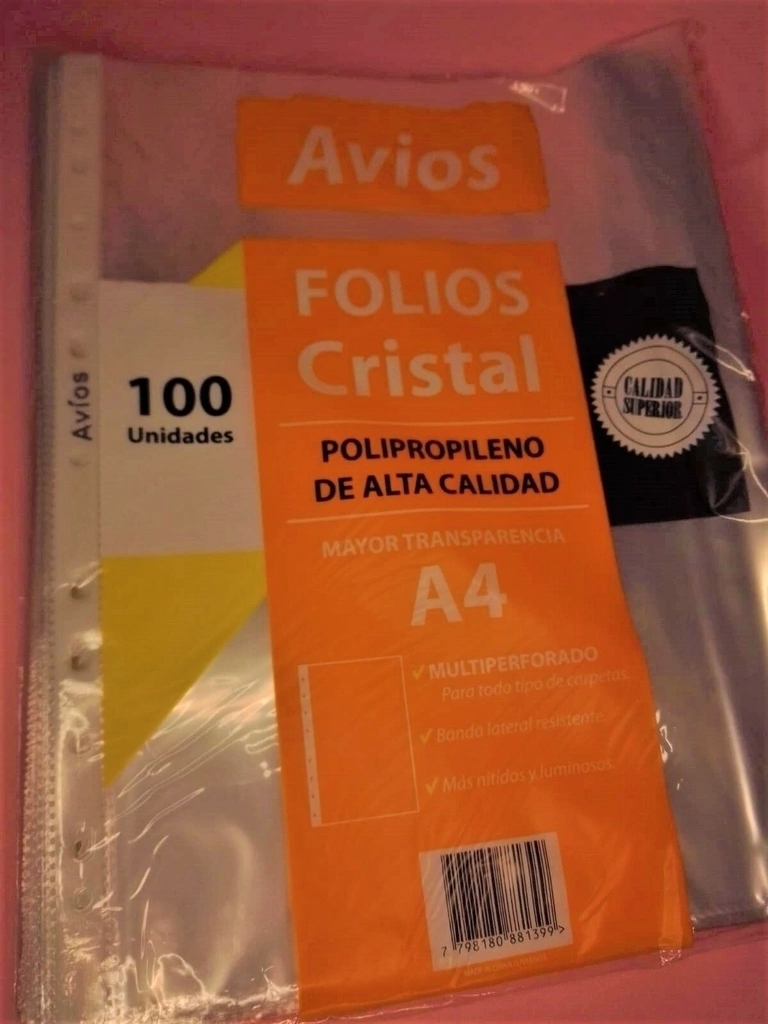 Avios
FOLIOS
Cristal
Avíos
100
Unidades
CALIDAD
SUPERIOR
POLIPROPILENO
DE ALTA CALIDAD
MAYOR TRANSPARENCIA
A4
MULTIPERFORADO
Para todo tipo de carpetas.
Banda lateral resistente.
Más nítidos y luminosos.
7 798180 881399 >